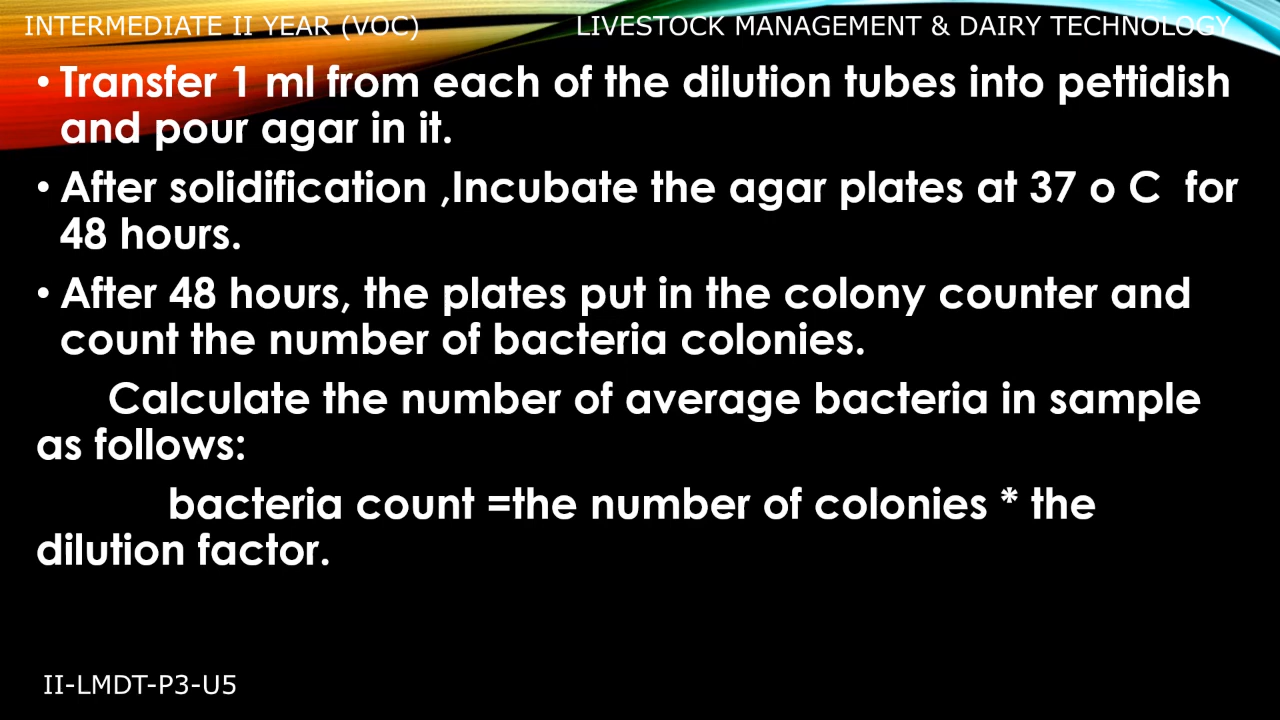 INTERMEDIATE II YEAR (VOC) LIVESTOCK MANAGEMENT & DAIRY TECHNOLOGY
• Transfer 1 ml from each of the dilution tubes into pettidish
and pour agar in it.
• After solidification ,Incubate the agar plates at 37 o C for
48 hours.
• After 48 hours, the plates put in the colony counter and
count the number of bacteria colonies.
Calculate the number of average bacteria in sample
as follows:
bacteria count =the number of colonies * the
dilution factor.
II-LMDT-P3-U5